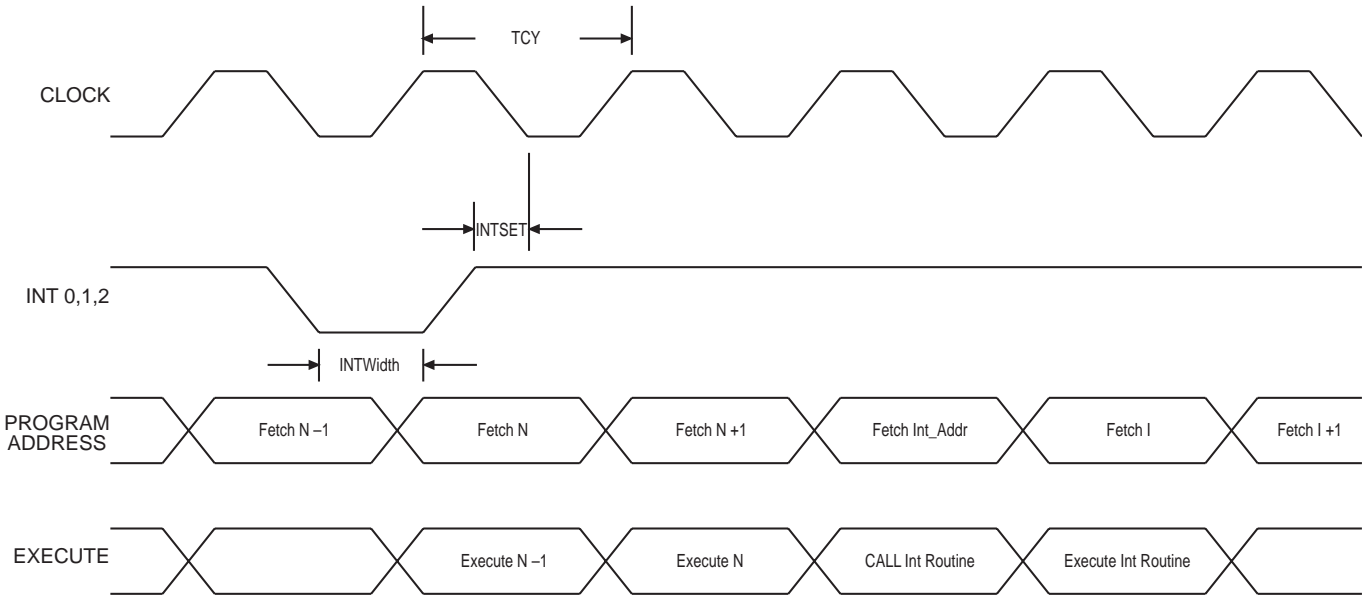 TCY
CLOCK
INTSET
INT 0,1,2
INTWidth
PROGRAM
ADDRESS
Fetch N –1
Fetch N
Fetch N +1
Fetch Int_Addr
Fetch I
Fetch I +1
EXECUTE
Execute N –1
Execute N
CALL Int Routine
Execute Int Routine